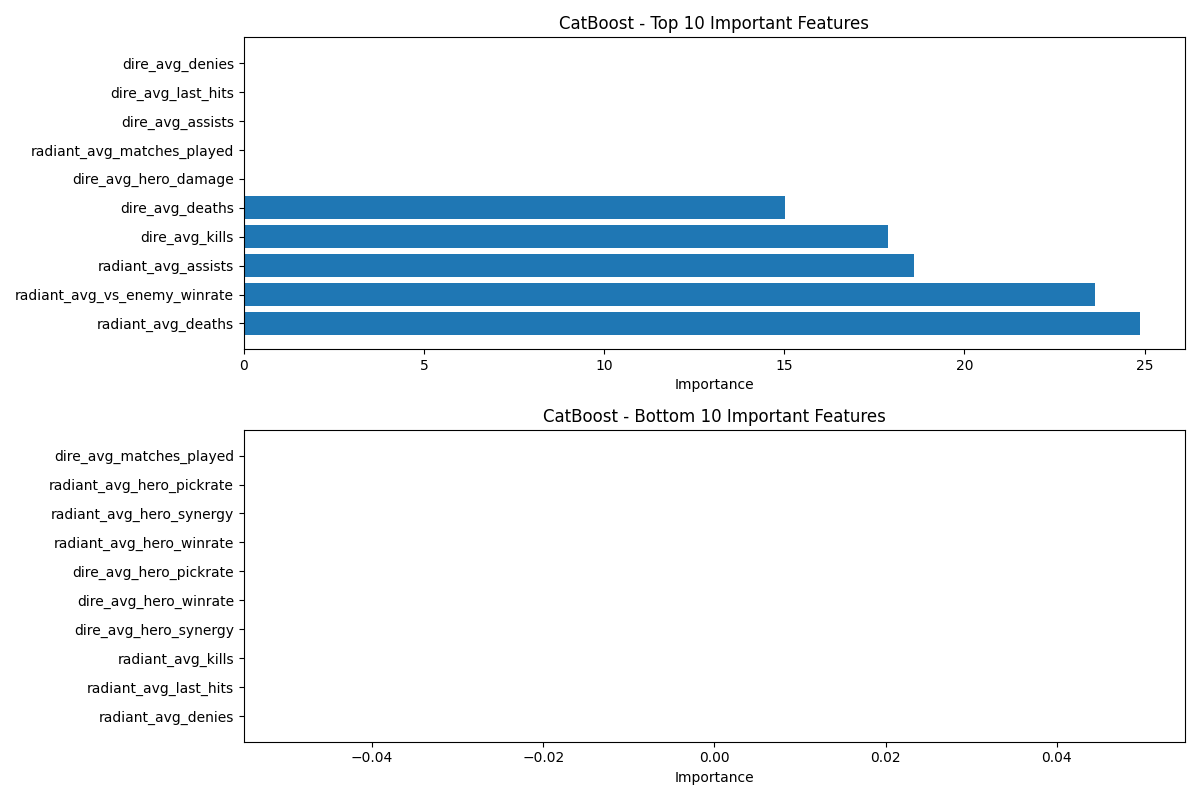 CatBoost - Top 10 Important Features
dire_avg_denies
dire_avg_last_hits
dire_avg_assists
radiant_avg_matches_played
dire_avg_hero_damage
dire_avg_deaths
dire_avg_kills
radiant_avg_assists
radiant_avg_vs_enemy_winrate
radiant_avg_deaths
0 5 10 15 20 25
Importance
CatBoost - Bottom 10 Important Features
dire_avg_matches_played
radiant_avg_hero_pickrate
radiant_avg_hero_synergy
radiant_avg_hero_winrate
dire_avg_hero_pickrate
dire_avg_hero_winrate
dire_avg_hero_synergy
radiant_avg_kills
radiant_avg_last_hits
radiant_avg_denies
−0.04 −0.02 0.00 0.02 0.04
Importance